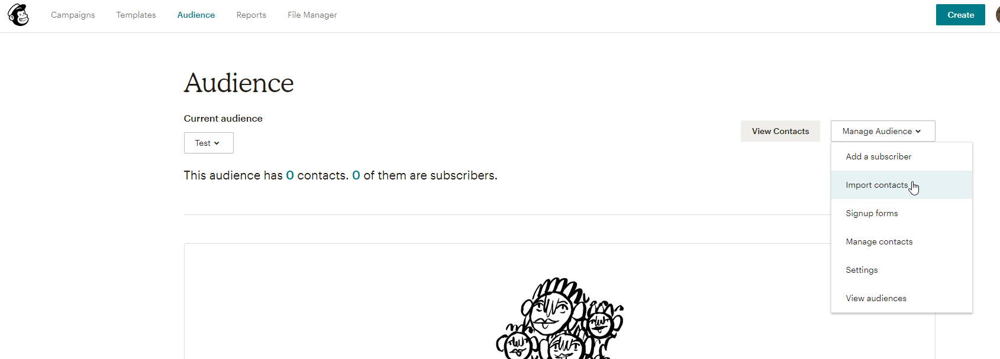 Campaigns Templates Audience Reports File Manager Create
Audience
Current audience
Test
View Contacts Manage Audience
This audience has 0 contacts. 0 of them are subscribers.
Add a subscriber
Import contacts
Signup forms
Manage contacts
Settings
View audiences